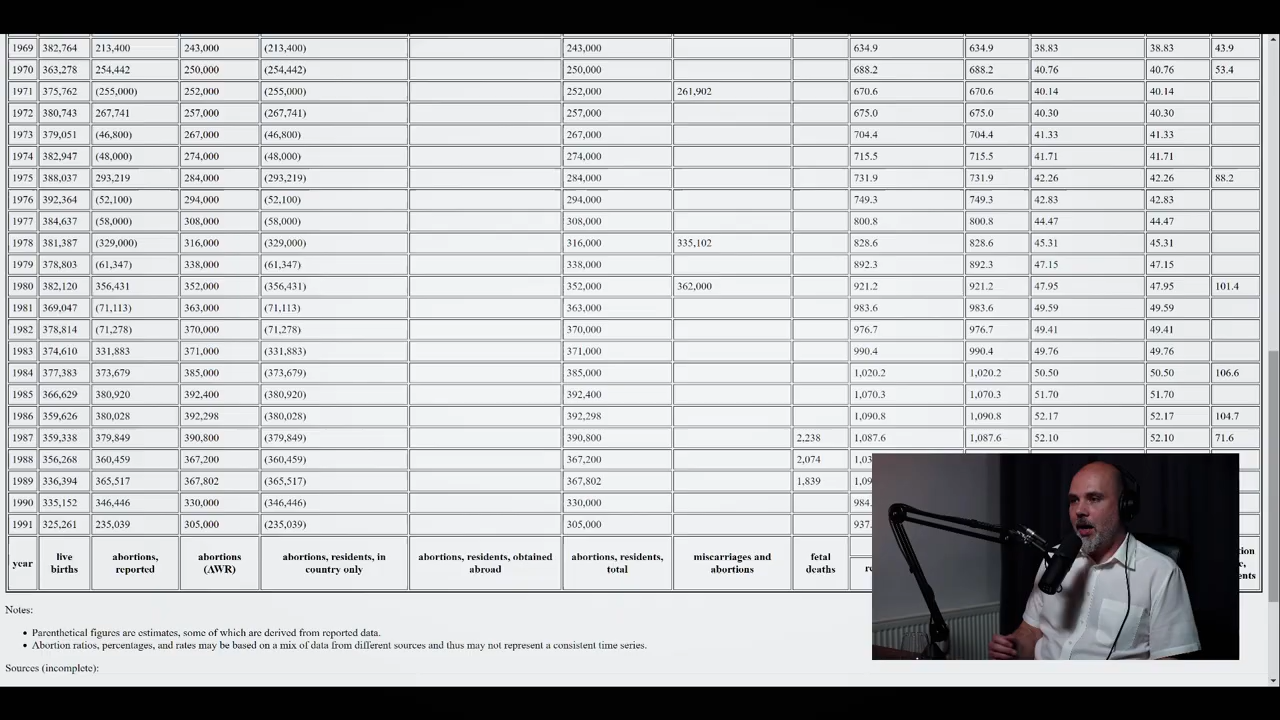 1969 382,764 213,400 243,000 (213,400) 243,000 634.9 634.9 38.83 38.83 43.9
1970 363,278 254,442 250,000 (254,442) 250,000 688.2 688.2 40.76 40.76 53.4
1971 375,762 (255,000) 252,000 (255,000) 252,000 261,902 670.6 670.6 40.14 40.14
1972 380,743 267,741 257,000 (267,741) 257,000 675.0 675.0 40.30 40.30
1973 379,051 (46,800) 267,000 (46,800) 267,000 704.4 704.4 41.33 41.33
1974 382,947 (48,000) 274,000 (48,000) 274,000 715.5 715.5 41.71 41.71
1975 388,037 293,219 284,000 (293,219) 284,000 731.9 731.9 42.26 42.26 88.2
1976 392,364 (52,100) 294,000 (52,100) 294,000 749.3 749.3 42.83 42.83
1977 384,637 (58,000) 308,000 (58,000) 308,000 800.8 800.8 44.47 44.47
1978 381,387 (329,000) 316,000 (329,000) 316,000 335,102 828.6 828.6 45.31 45.31
1979 378,803 (61,347) 338,000 (61,347) 338,000 892.3 892.3 47.15 47.15
1980 382,120 356,431 352,000 (356,431) 352,000 362,000 921.2 921.2 47.95 47.95 101.4
1981 369,047 (71,113) 363,000 (71,113) 363,000 983.6 983.6 49.59 49.59
1982 378,814 (71,278) 370,000 (71,278) 370,000 976.7 976.7 49.41 49.41
1983 374,610 331,883 371,000 (331,883) 371,000 990.4 990.4 49.76 49.76
1984 377,383 373,679 385,000 (373,679) 385,000 1,020.2 1,020.2 50.50 50.50 106.6
1985 366,629 380,920 392,400 (380,920) 392,400 1,070.3 1,070.3 51.70 51.70
1986 359,626 380,028 392,298 (380,028) 392,298 1,090.8 1,090.8 52.17 52.17 104.7
1987 359,338 379,849 390,800 (379,849) 390,800 2,238 1,087.6 1,087.6 52.10 52.10 71.6
1988 356,268 360,459 367,200 (360,459) 367,200 2,074 1,03
1989 336,394 365,517 367,802 (365,517) 367,802 1,839 1,09
1990 335,152 346,446 330,000 (346,446) 330,000 984.
1991 325,261 235,039 305,000 (235,039) 305,000 937.
year live births abortions, reported abortions (AWR) abortions, residents, in country only abortions, residents, obtained abroad abortions, residents, total miscarriages and abortions fetal deaths
Notes:
Parenthetical figures are estimates, some of which are derived from reported data.
Abortion ratios, percentages, and rates may be based on a mix of data from different sources and thus may not represent a consistent time series.
Sources (incomplete):